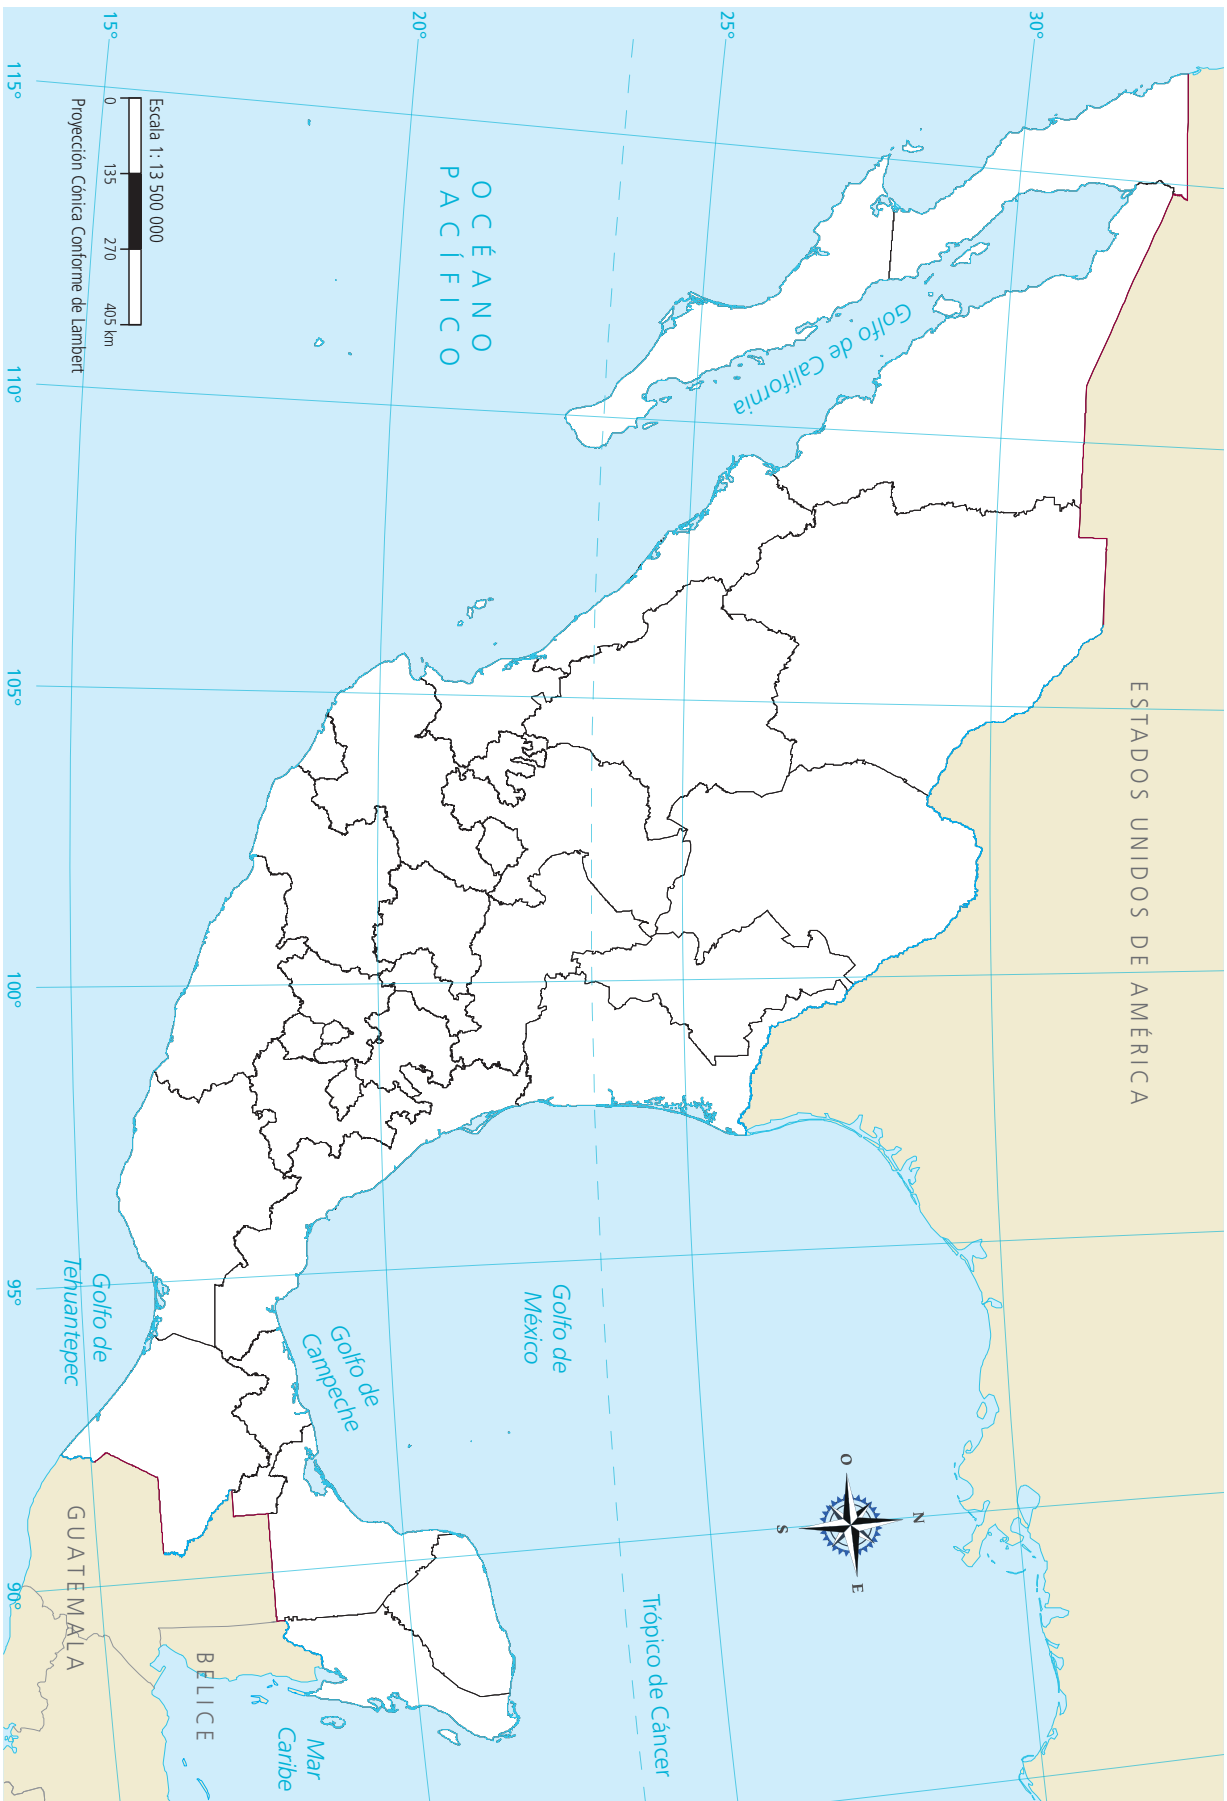 115°
110°
105°
100°
95°
90°
30°
25°
20°
15°
ESTADOS UNIDOS DE AMÉRICA
Golfo de California
OCÉANO
PACÍFICO
Golfo de
México
Trópico de Cáncer
N
O
E
S
Golfo de
Campeche
Mar
Caribe
BELICE
GUATEMALA
Golfo de
Tehuantepec
Escala 1: 13 500 000
0 135 270 405 km
Proyección Cónica Conforme de Lambert